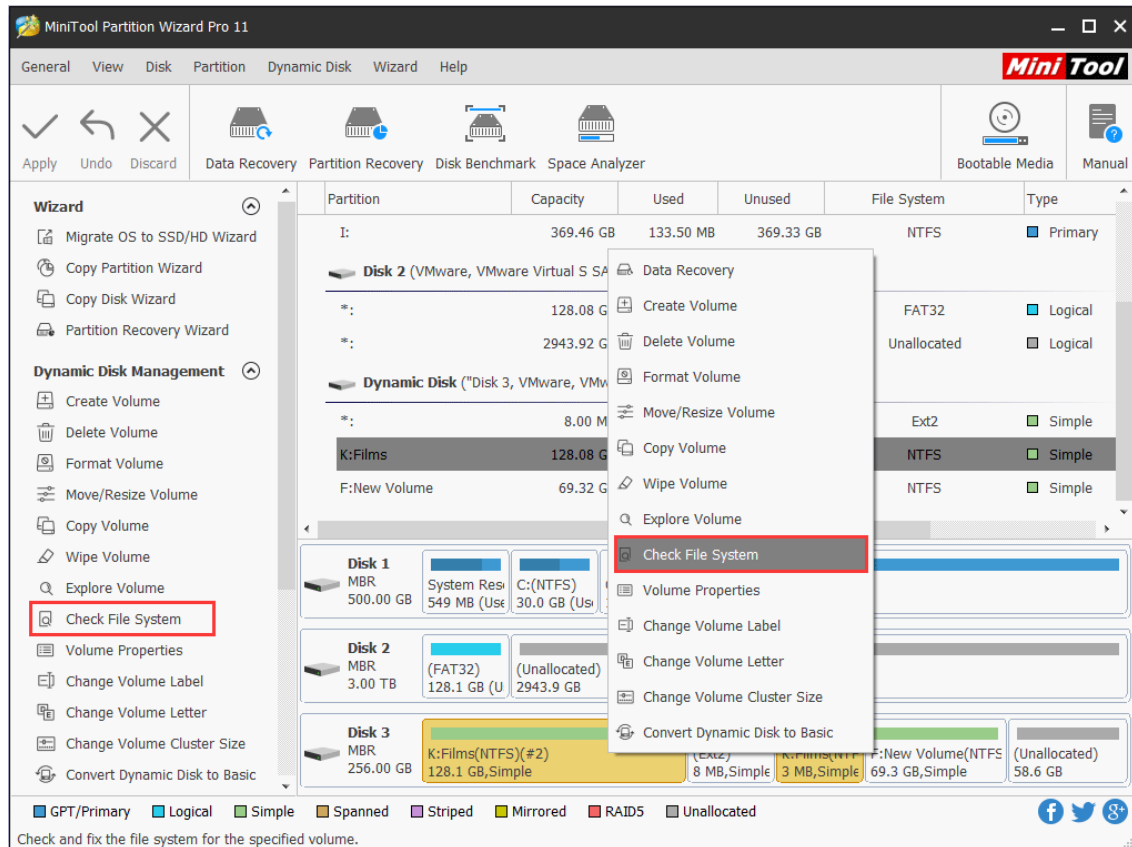 MiniTool Partition Wizard Pro 11
General View Disk Partition Dynamic Disk Wizard Help
Mini Tool
Apply Undo Discard Data Recovery Partition Recovery Disk Benchmark Space Analyzer Bootable Media Manual
Wizard
Migrate OS to SSD/HD Wizard
Copy Partition Wizard
Copy Disk Wizard
Partition Recovery Wizard
Dynamic Disk Management
Create Volume
Delete Volume
Format Volume
Move/Resize Volume
Copy Volume
Wipe Volume
Explore Volume
Check File System
Volume Properties
Change Volume Label
Change Volume Letter
Change Volume Cluster Size
Convert Dynamic Disk to Basic
Partition Capacity Used Unused File System Type
I: 369.46 GB 133.50 MB 369.33 GB NTFS Primary
Disk 2 (VMware, VMware Virtual S SA
*: 128.08 G FAT32 Logical
*: 2943.92 G Unallocated Logical
Dynamic Disk ("Disk 3, VMware, VMw
*: 8.00 M Ext2 Simple
K:Films 128.08 G NTFS Simple
F:New Volume 69.32 G NTFS Simple
Data Recovery
Create Volume
Delete Volume
Format Volume
Move/Resize Volume
Copy Volume
Wipe Volume
Explore Volume
Check File System
Volume Properties
Change Volume Label
Change Volume Letter
Change Volume Cluster Size
Convert Dynamic Disk to Basic
Disk 1
MBR
500.00 GB
System Rese
549 MB (Use
C:(NTFS)
30.0 GB (Us
Disk 2
MBR
3.00 TB
(FAT32)
128.1 GB (U
(Unallocated)
2943.9 GB
Disk 3
MBR
256.00 GB
K:Films(NTFS)(#2)
128.1 GB,Simple
(Ext2)
8 MB,Simple
K:Films(NTF
3 MB,Simple
F:New Volume(NTFS
69.3 GB,Simple
(Unallocated)
58.6 GB
GPT/Primary Logical Simple Spanned Striped Mirrored RAID5 Unallocated
Check and fix the file system for the specified volume.